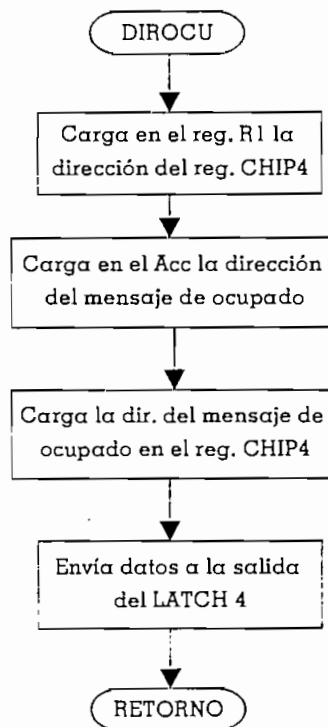 DIROCU
Carga en el reg. R1 la
dirección del reg. CHIP4
Carga en el Acc la dirección
del mensaje de ocupado
Carga la dir. del mensaje de
ocupado en el reg. CHIP4
Envía datos a la salida
del LATCH 4
RETORNO